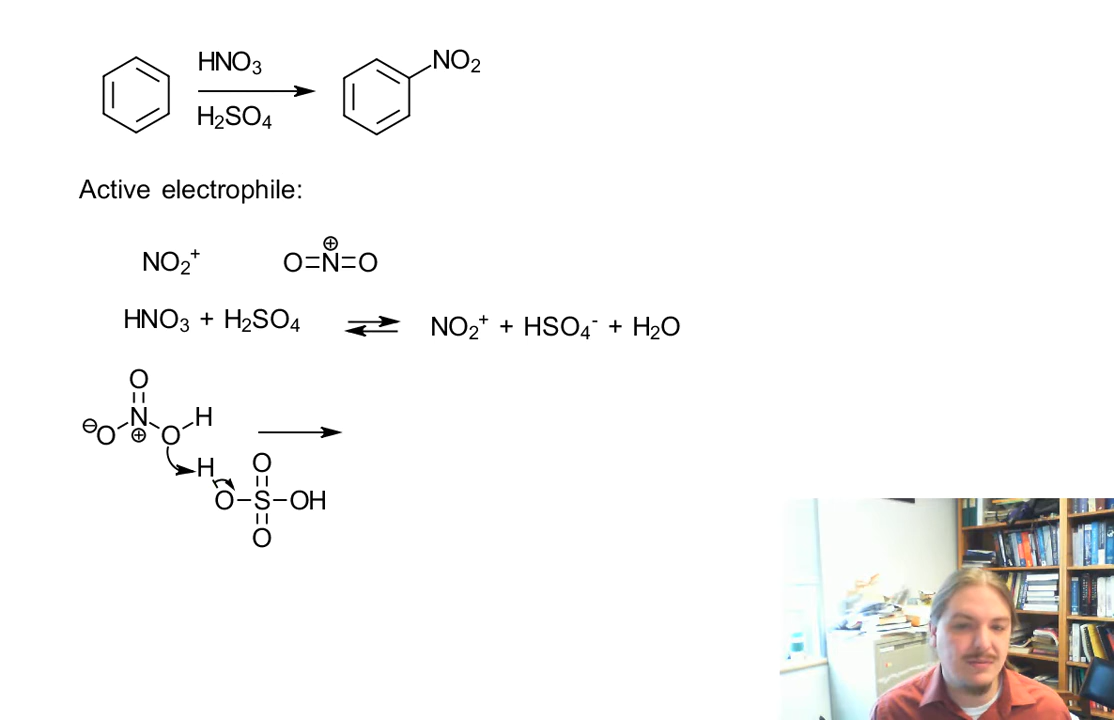 HNO3
H2SO4
NO2
Active electrophile:
NO2+ O=N⊕=O
HNO3 + H2SO4 ⇌ NO2+ + HSO4- + H2O
O
N H
⊖O ⊕ O
H O
O-S-OH
O